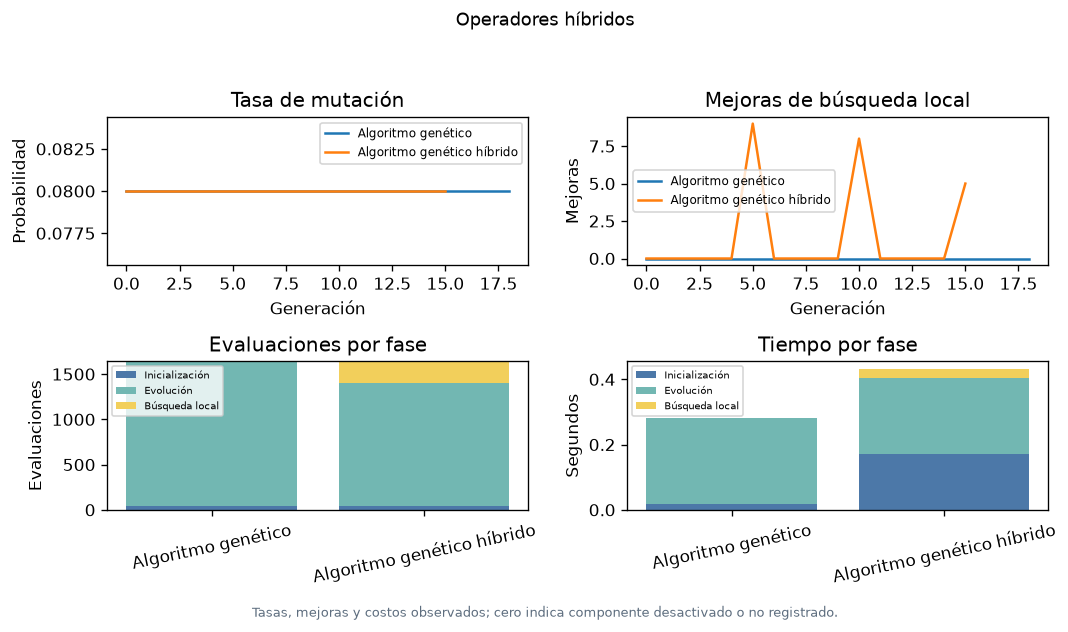 Operadores híbridos
Tasa de mutación
Probabilidad
0.0825
0.0800
0.0775
Algoritmo genético
Algoritmo genético híbrido
0.0 2.5 5.0 7.5 10.0 12.5 15.0 17.5
Generación
Mejoras de búsqueda local
Mejoras
7.5
5.0
2.5
0.0
Algoritmo genético
Algoritmo genético híbrido
0.0 2.5 5.0 7.5 10.0 12.5 15.0 17.5
Generación
Evaluaciones por fase
Evaluaciones
1500
1000
500
0
Inicialización
Evolución
Búsqueda local
Algoritmo genético
Algoritmo genético híbrido
Tiempo por fase
Segundos
0.4
0.2
0.0
Inicialización
Evolución
Búsqueda local
Algoritmo genético
Algoritmo genético híbrido
Tasas, mejoras y costos observados; cero indica componente desactivado o no registrado.